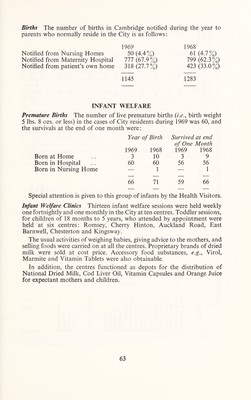 Births The number of births in Cambridge notified during the year to
parents who normally reside in the City is as follows:
1969 1968
Notified from Nursing Homes 50 (4.4%) 61 (4.7%)
Notified from Maternity Hospital 777 (67.9%) 799 (62.3%)
Notified from patient's own home 318 (27.7%) 423 (33.0%)
1145 1283
INFANT WELFARE
Premature Births The number of live premature births (i.e., birth weight
5 lbs. 8 ozs. or less) in the cases of City residents during 1969 was 60, and
the survivals at the end of one month were:
Year of Birth Survived at end
of One Month
1969 1968 1969 1968
Born at Home ... 3 10 3 9
Born in Hospital ... 60 60 56 56
Born in Nursing Home — 1 — 1
66 71 59 66
Special attention is given to this group of infants by the Health Visitors.
Infant Welfare Clinics Thirteen infant welfare sessions were held weekly
one fortnightly and one monthly in the City at ten centres. Toddler sessions,
for children of 18 months to 5 years, who attended by appointment were
held at six centres: Romsey, Cherry Hinton, Auckland Road, East
Barnwell, Chesterton and Kingsway.
The usual activities of weighing babies, giving advice to the mothers, and
selling foods were carried on at all the centres. Proprietary brands of dried
milk were sold at cost price. Accessory food substances, e.g., Virol,
Marmite and Vitamin Tablets were also obtainable.
In addition, the centres functioned as depots for the distribution of
National Dried Milk, Cod Liver Oil, Vitamin Capsules and Orange Juice
for expectant mothers and children.
63